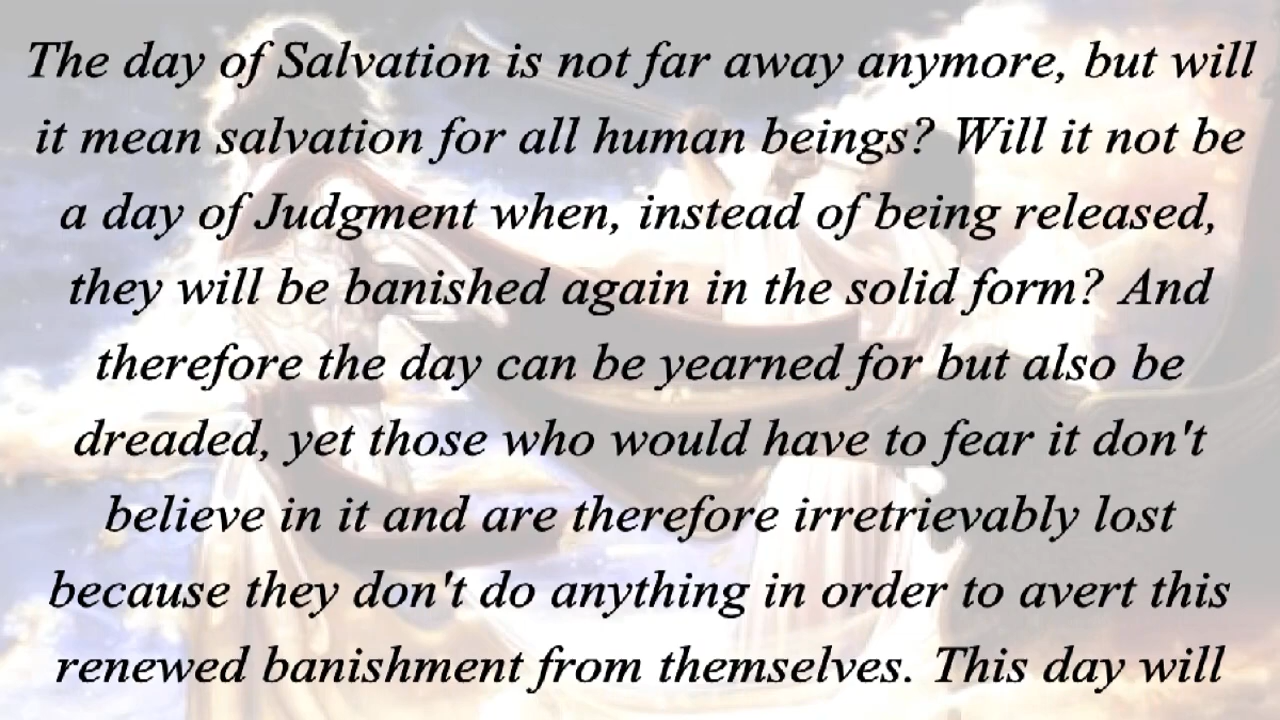 The day of Salvation is not far away anymore, but will
it mean salvation for all human beings? Will it not be
a day of Judgment when, instead of being released,
they will be banished again in the solid form? And
therefore the day can be yearned for but also be
dreaded, yet those who would have to fear it don't
believe in it and are therefore irretrievably lost
because they don't do anything in order to avert this
renewed banishment from themselves. This day will